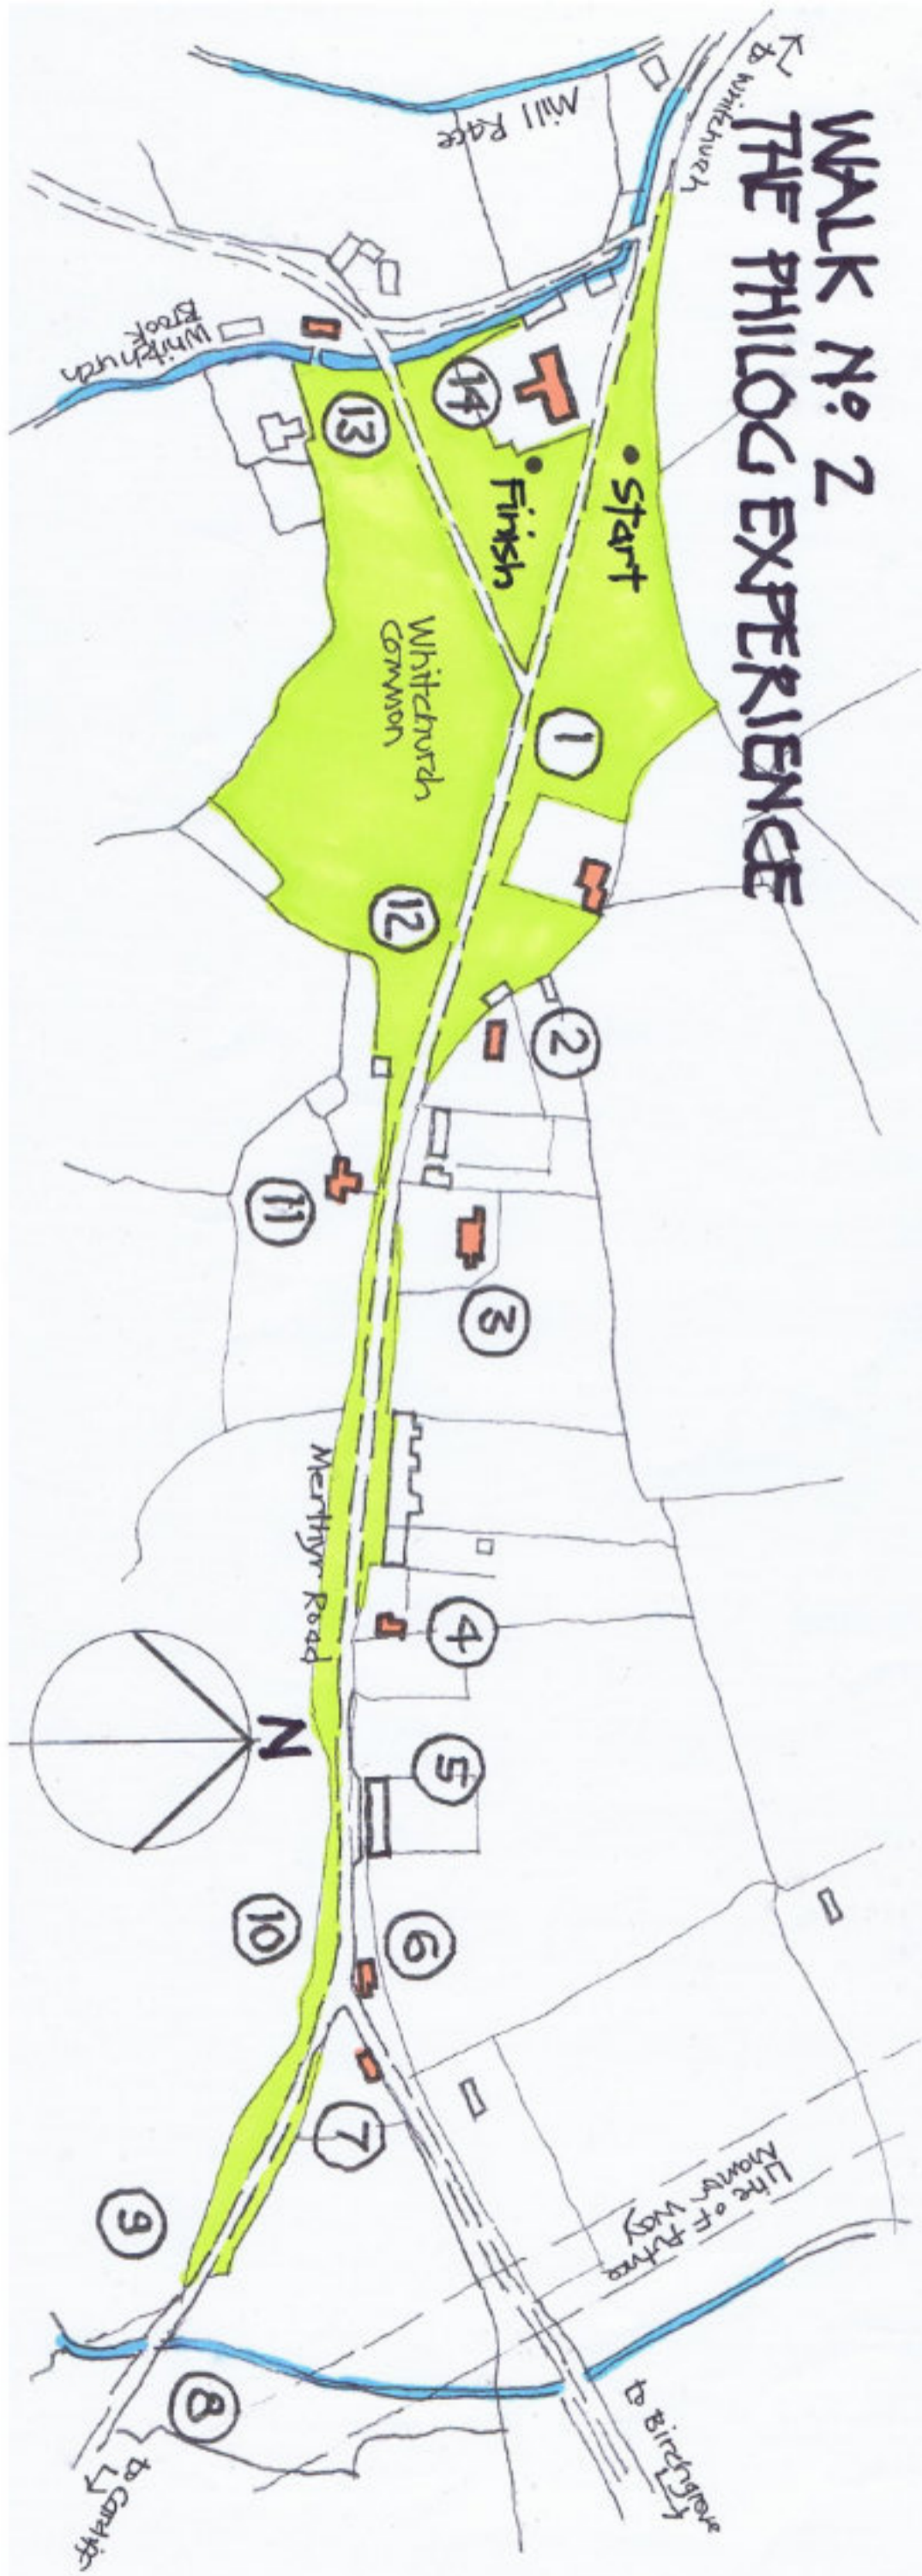 WALK Nº 2
THE PHILOG EXPERIENCE
to Whitchurch
Mill Race
Whitchurch
Brook
Start
Finish
Whitchurch
common
1
2
3
4
5
6
7
8
9
10
11
12
13
14
Merthyr Road
N
Line of future
Manor Way
to Birchgrove
to Cardiff